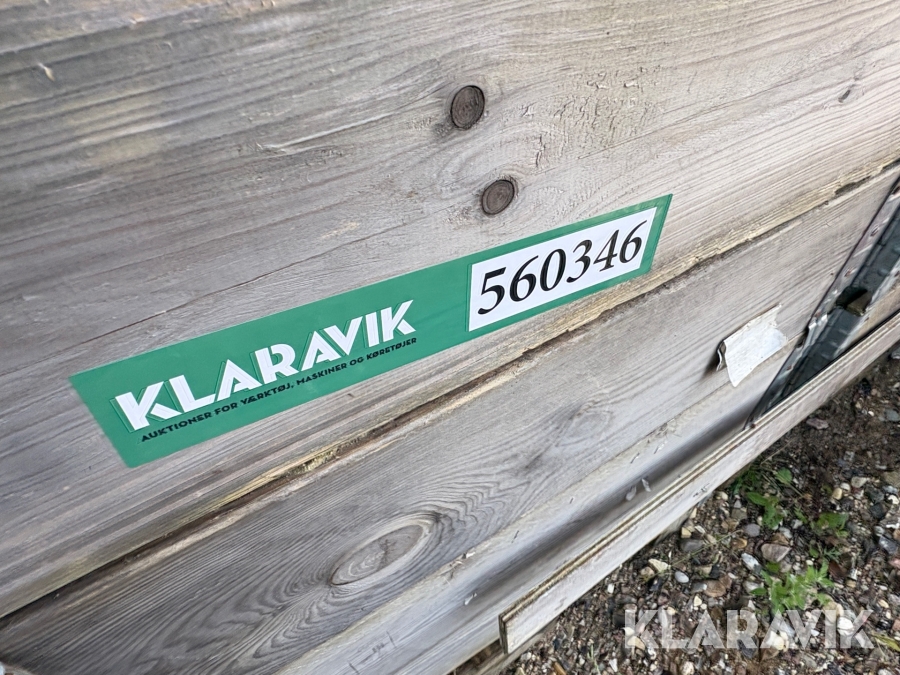 KLARAVIK
AUKTIONER FOR VÆRKTØJ, MASKINER OG KØRETØJER
560346
KLARAVIK